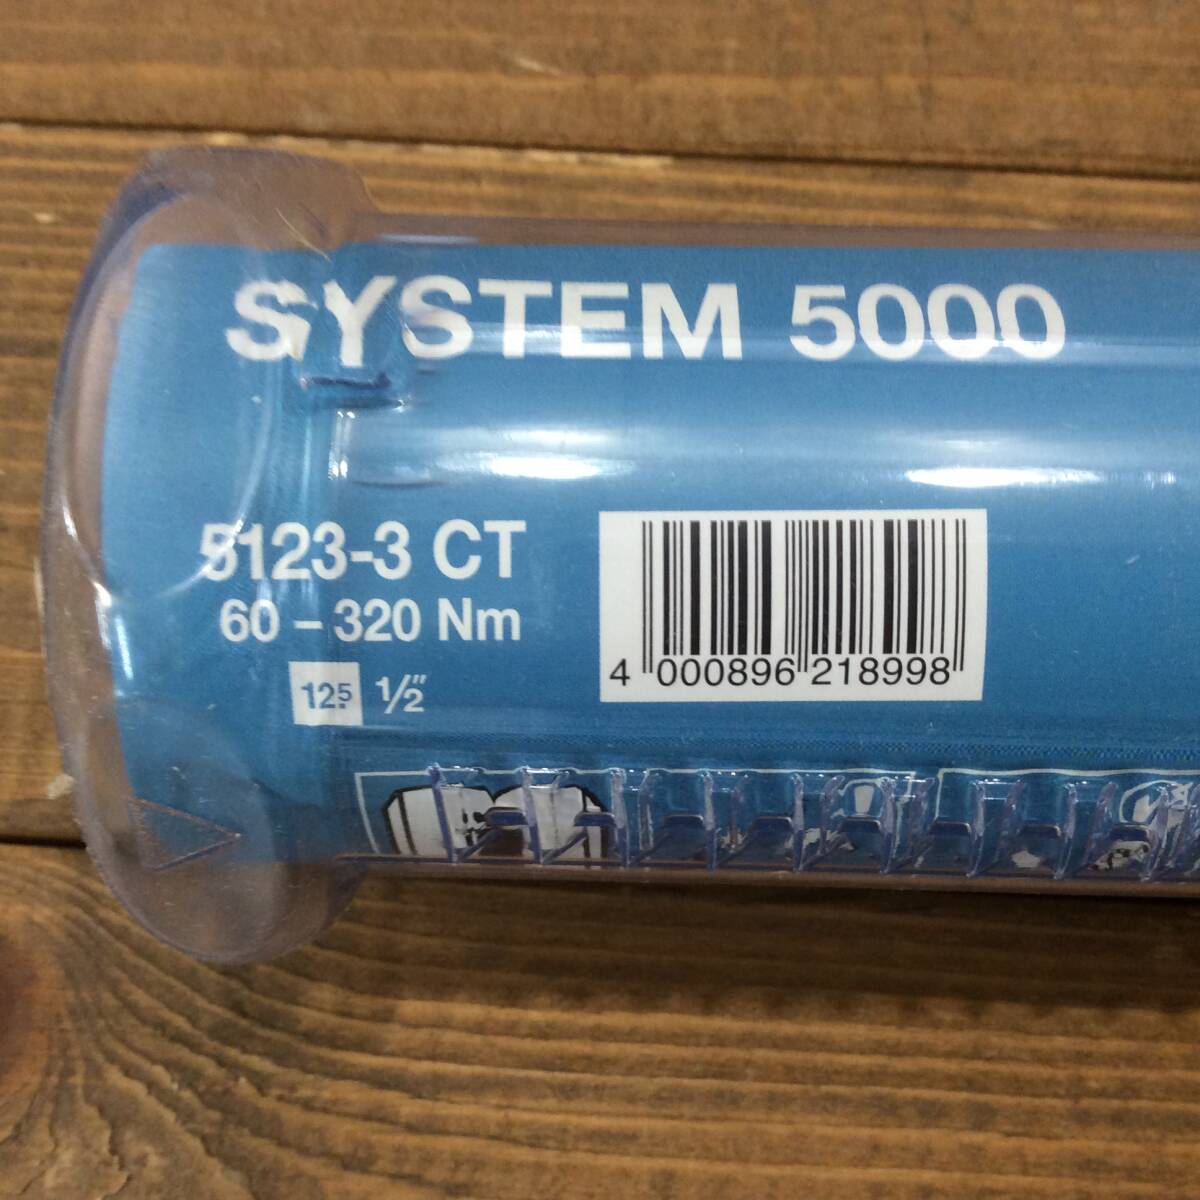 SYSTEM 5000
5123-3 CT
60 – 320 Nm
12.5 ½"
4 000896 218998